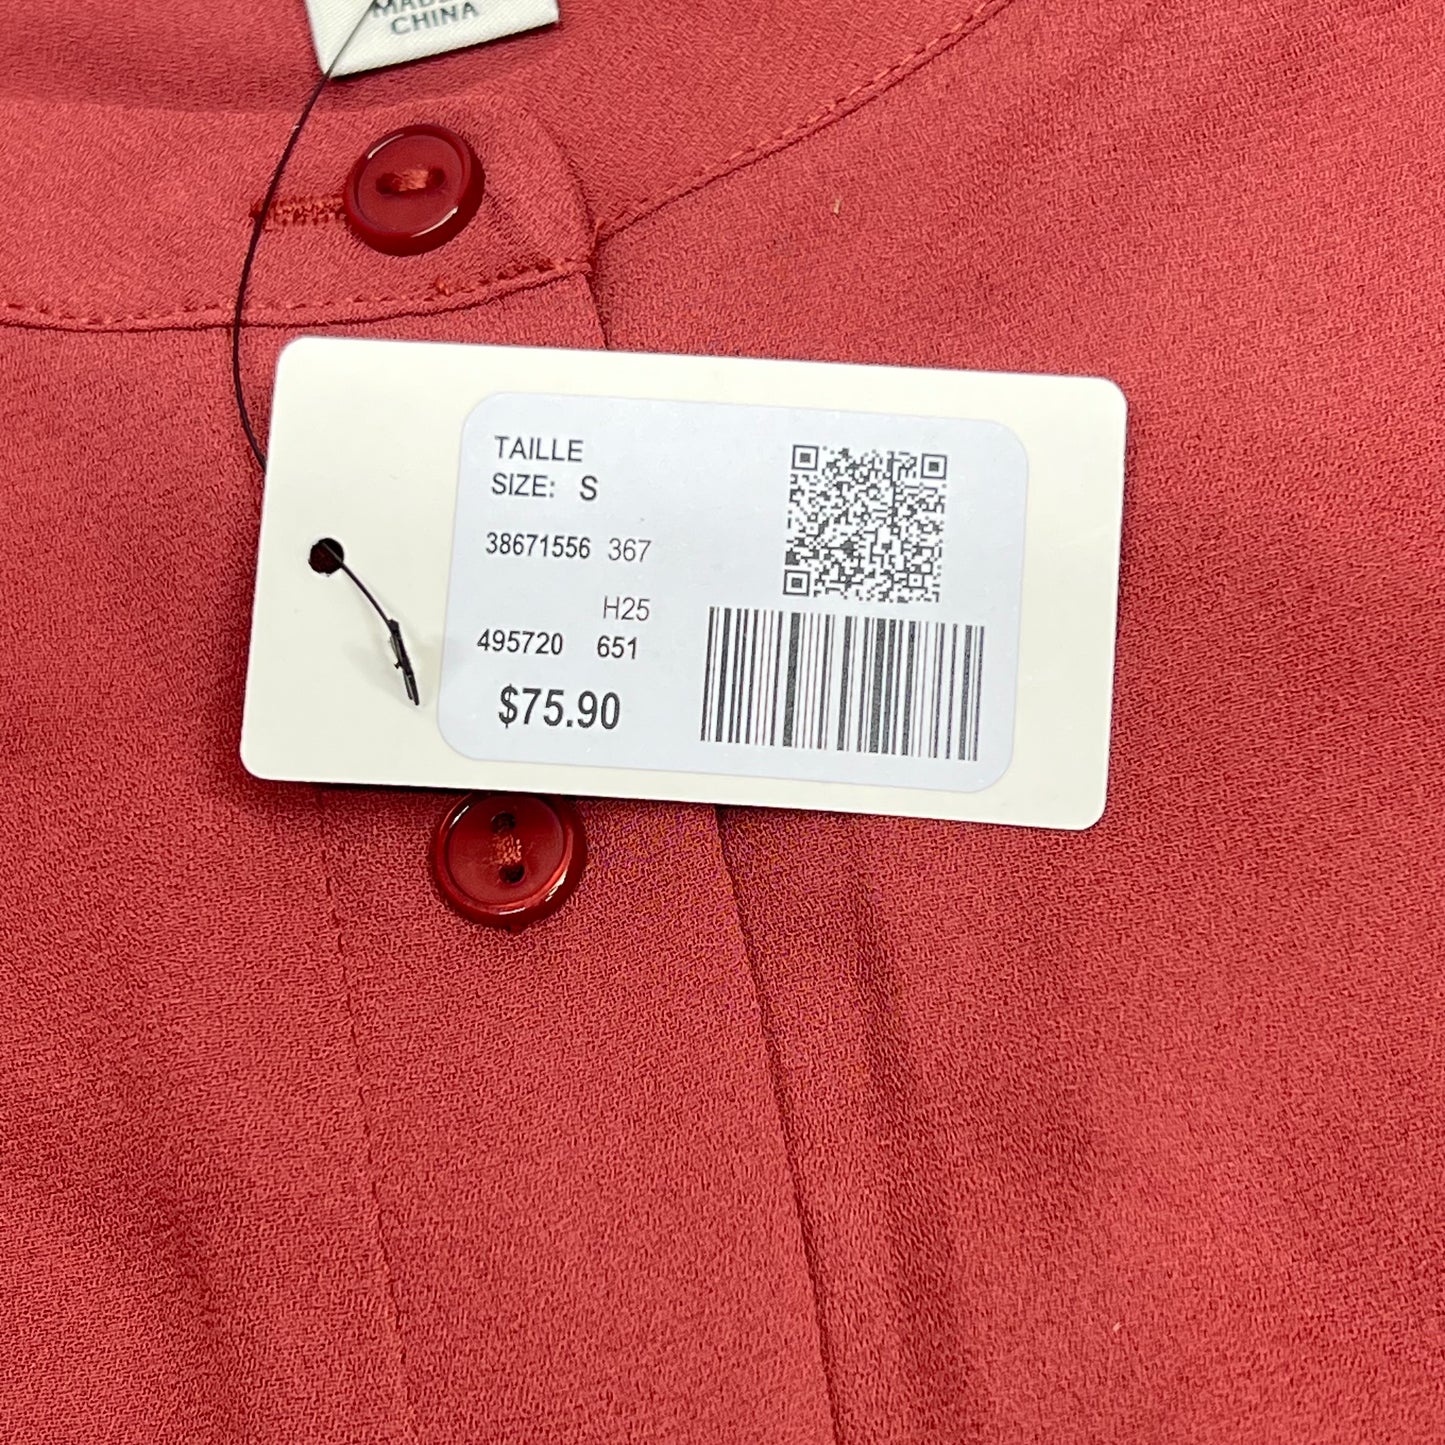 CHINA
TAILLE
SIZE: S
38671556 367
H25
495720 651
$75.90